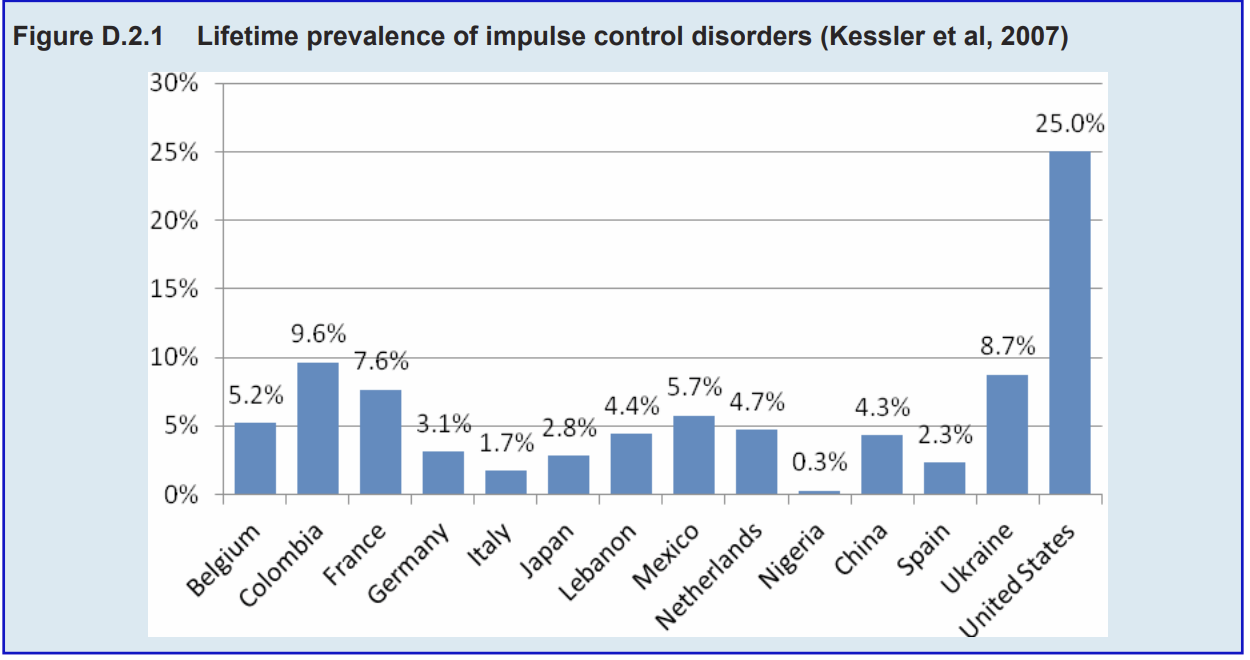 Figure D.2.1 Lifetime prevalence of impulse control disorders (Kessler et al, 2007)
30%
25%
20%
15%
10%
5%
0%
5.2%
9.6%
7.6%
3.1%
1.7%
2.8%
4.4%
5.7%
4.7%
0.3%
4.3%
2.3%
8.7%
25.0%
Belgium
Colombia
France
Germany
Italy
Japan
Lebanon
Mexico
Netherlands
Nigeria
China
Spain
Ukraine
United States